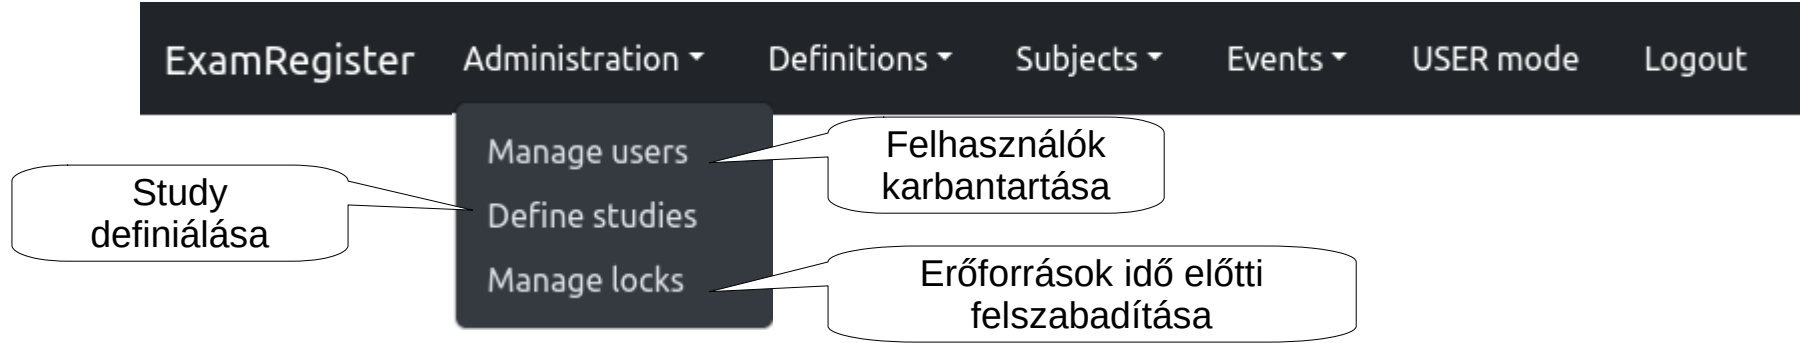 ExamRegister Administration Definitions Subjects Events USER mode Logout
Manage users
Define studies
Manage locks
Felhasználók
karbantartása
Study
definiálása
Erőforrások idő előtti
felszabadítása